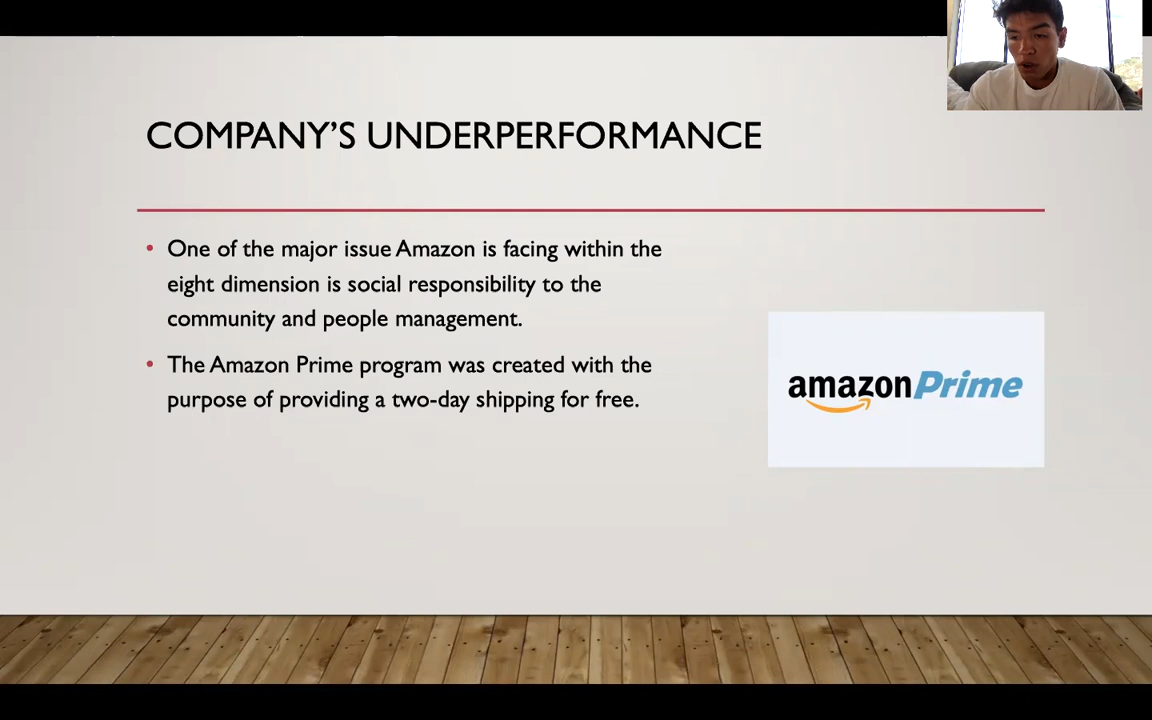 COMPANY’S UNDERPERFORMANCE
• One of the major issue Amazon is facing within the
eight dimension is social responsibility to the
community and people management.
• The Amazon Prime program was created with the
purpose of providing a two-day shipping for free.
amazonPrime